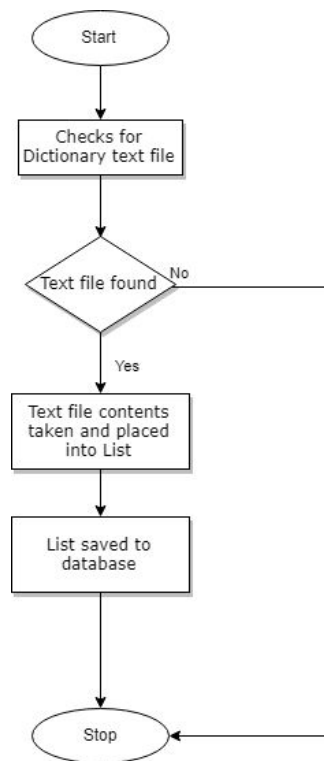 Start
Checks for
Dictionary text file
Text file found
No
Yes
Text file contents
taken and placed
into List
List saved to
database
Stop